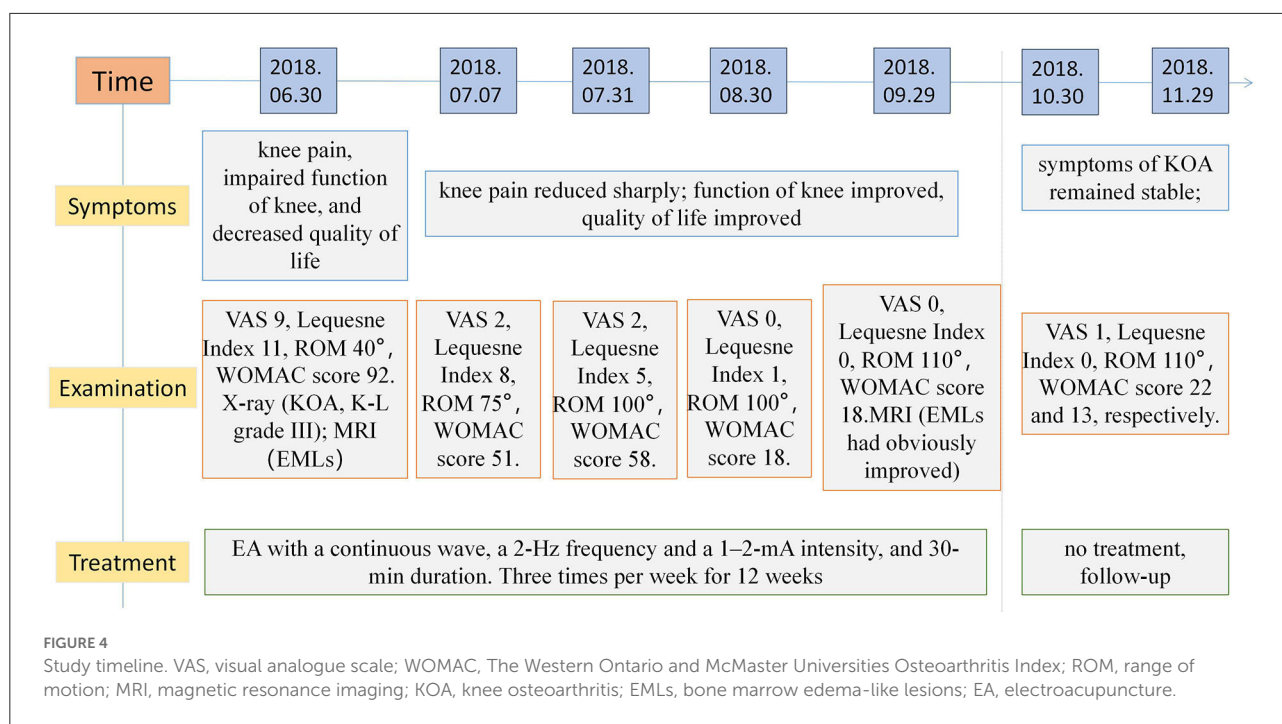 Time
2018.
06.30
2018.
07.07
2018.
07.31
2018.
08.30
2018.
09.29
2018.
10.30
2018.
11.29
Symptoms
knee pain,
impaired function
of knee, and
decreased quality of
life
knee pain reduced sharply; function of knee improved,
quality of life improved
symptoms of KOA
remained stable;
Examination
VAS 9, Lequesne
Index 11, ROM 40°,
WOMAC score 92.
X-ray (KOA, K-L
grade III); MRI
(EMLs)
VAS 2,
Lequesne
Index 8,
ROM 75°,
WOMAC
score 51.
VAS 2,
Lequesne
Index 5,
ROM 100°,
WOMAC
score 58.
VAS 0,
Lequesne
Index 1,
ROM 100°,
WOMAC
score 18.
VAS 0,
Lequesne Index
0, ROM 110°,
WOMAC score
18.MRI (EMLs
had obviously
improved)
VAS 1, Lequesne
Index 0, ROM 110°,
WOMAC score 22
and 13, respectively.
Treatment
EA with a continuous wave, a 2-Hz frequency and a 1–2-mA intensity, and 30-
min duration. Three times per week for 12 weeks
no treatment,
follow-up
FIGURE 4
Study timeline. VAS, visual analogue scale; WOMAC, The Western Ontario and McMaster Universities Osteoarthritis Index; ROM, range of
motion; MRI, magnetic resonance imaging; KOA, knee osteoarthritis; EMLs, bone marrow edema-like lesions; EA, electroacupuncture.